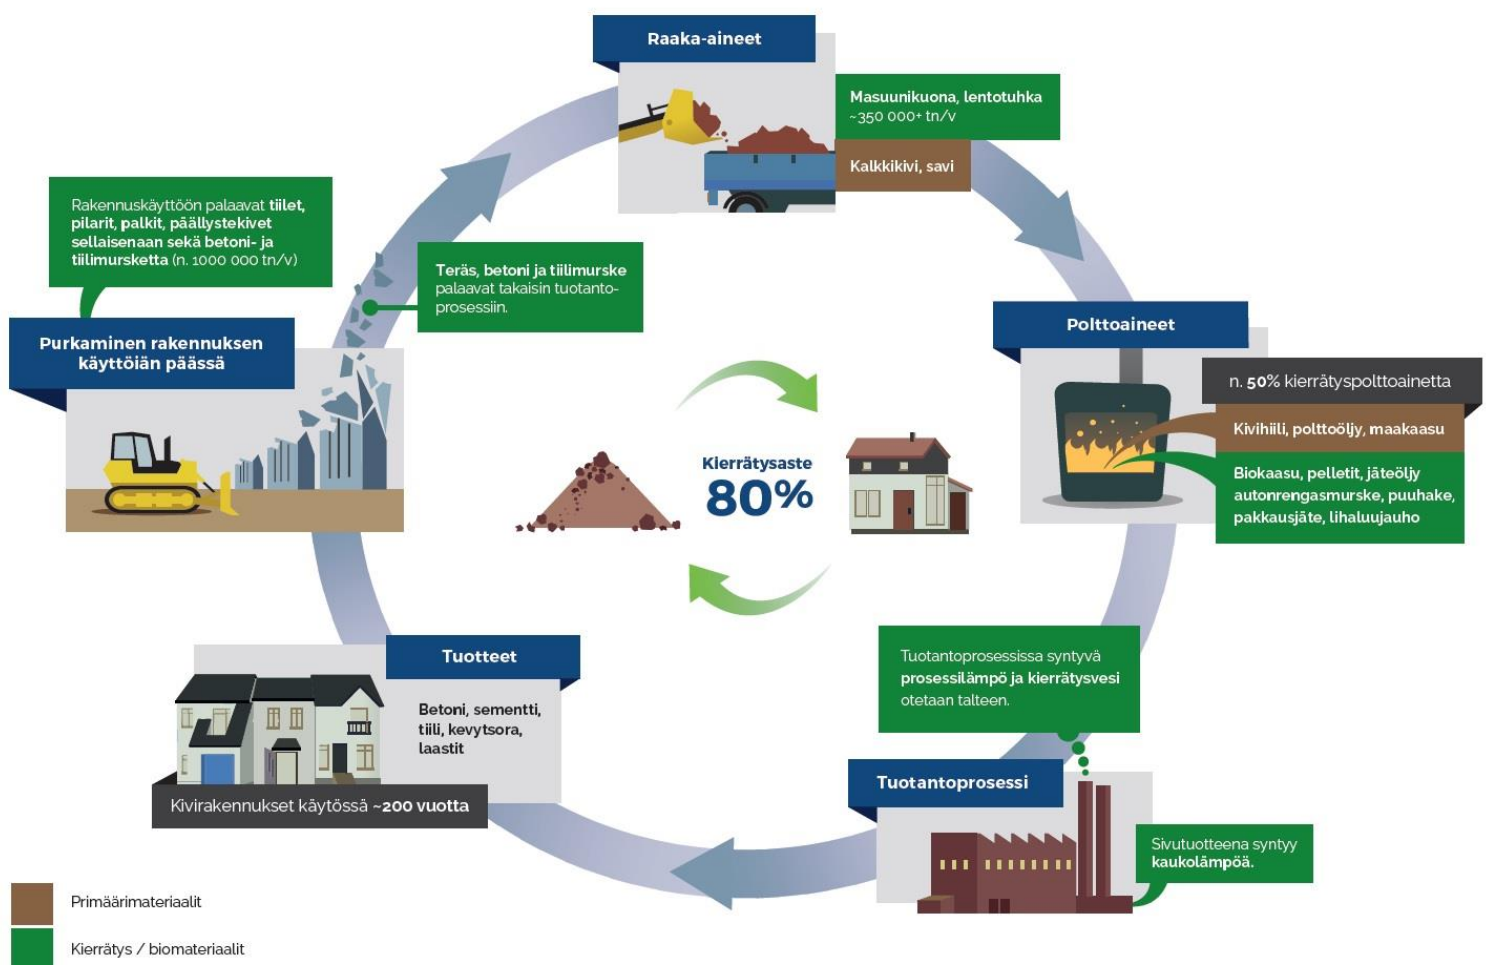 Raaka-aineet
Masuunikuona, lentotuhka
~350 000+ tn/v
Kalkkikivi, savi
Rakennuskäyttöön palaavat tiilet,
pilarit, palkit, päällystekivet
sellaisenaan sekä betoni- ja
tiilimursketta (n. 1000 000 tn/v)
Teräs, betoni ja tiilimurske
palaavat takaisin tuotanto-
prosessiin.
Purkaminen rakennuksen
käyttöiän päässä
Polttoaineet
n. 50% kierrätyspolttoainetta
Kivihiili, polttoöljy, maakaasu
Biokaasu, pelletit, jäteöljy
autonrengasmurske, puuhake,
pakkausjäte, lihaluujauho
Kierrätysaste
80%
Tuotteet
Betoni, sementti,
tiili, kevytsora,
laastit
Kivirakennukset käytössä ~200 vuotta
Tuotantoprosessissa syntyvä
prosessilämpö ja kierrätysvesi
otetaan talteen.
Tuotantoprosessi
Sivutuotteena syntyy
kaukolämpöä.
Primäärimateriaalit
Kierrätys / biomateriaalit